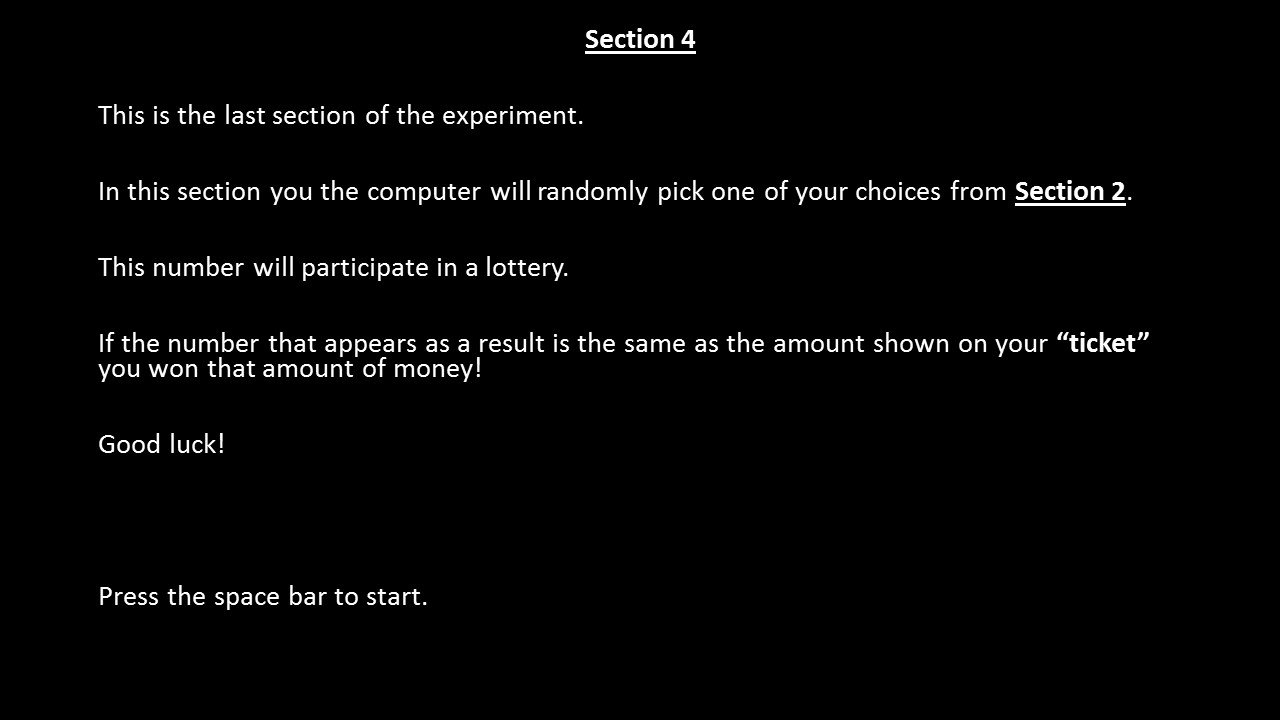 Section 4
This is the last section of the experiment.
In this section you the computer will randomly pick one of your choices from Section 2.
This number will participate in a lottery.
If the number that appears as a result is the same as the amount shown on your “ticket”
you won that amount of money!
Good luck!
Press the space bar to start.